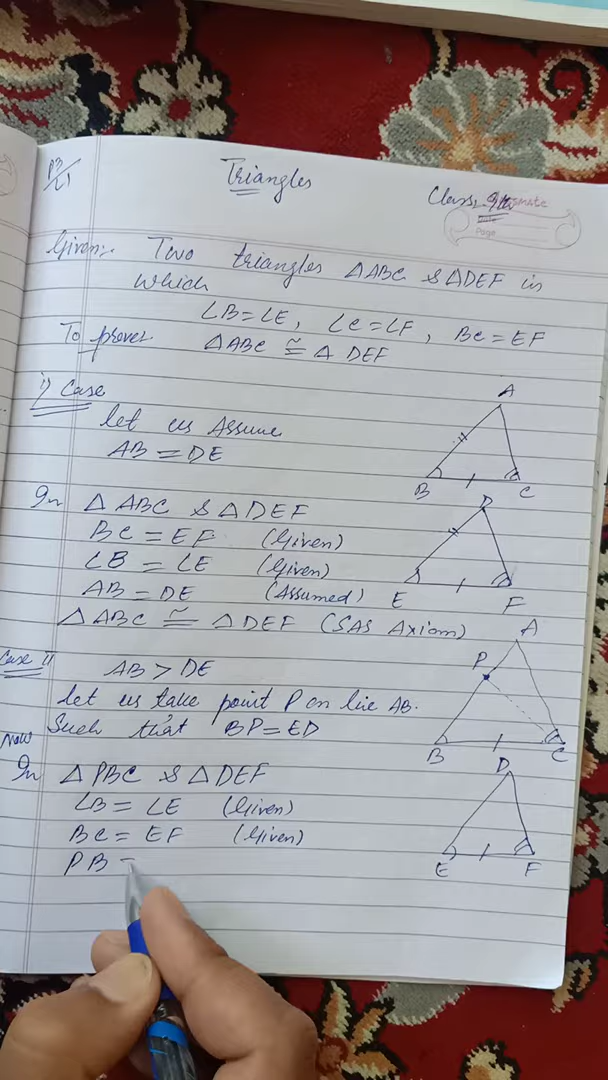 Triangles
Class 9th
Page
Given:- Two triangles △ABC & △DEF in
which
∠B=∠E, ∠C=∠F, BC=EF
To prove:- △ABC ≅ △DEF
i) Case
let us Assume
AB = DE
A
B
C
In △ABC & △DEF
BC = EF (Given)
∠B = ∠E (Given)
AB = DE (Assumed)
△ABC ≅ △DEF (SAS Axiom)
D
E
F
Case II AB > DE
let us take point P on line AB.
Such that BP=ED
A
P
B
C
Now
In △PBC & △DEF
∠B = ∠E (Given)
BC = EF (Given)
PB =
D
E
F